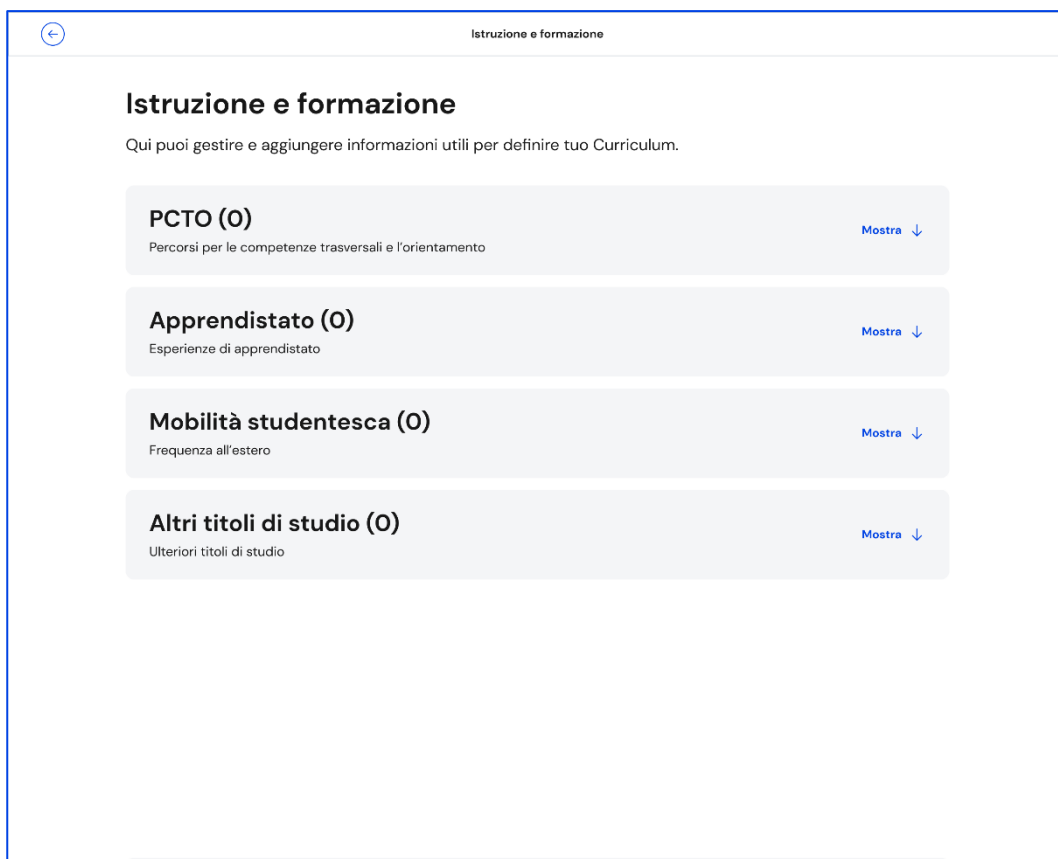 Istruzione e formazione
Istruzione e formazione
Qui puoi gestire e aggiungere informazioni utili per definire tuo Curriculum.
PCTO (0)
Percorsi per le competenze trasversali e l'orientamento
Mostra
Apprendistato (0)
Esperienze di apprendistato
Mostra
Mobilità studentesca (0)
Frequenza all'estero
Mostra
Altri titoli di studio (0)
Ulteriori titoli di studio
Mostra